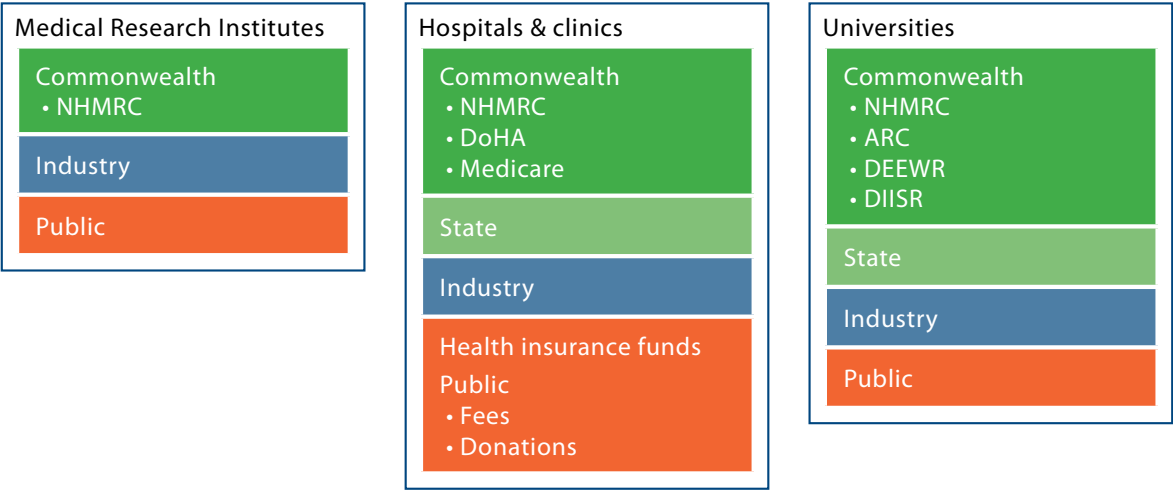 Medical Research Institutes
Commonwealth
• NHMRC
Industry
Public
Hospitals & clinics
Commonwealth
• NHMRC
• DoHA
• Medicare
State
Industry
Health insurance funds
Public
• Fees
• Donations
Universities
Commonwealth
• NHMRC
• ARC
• DEEWR
• DIISR
State
Industry
Public